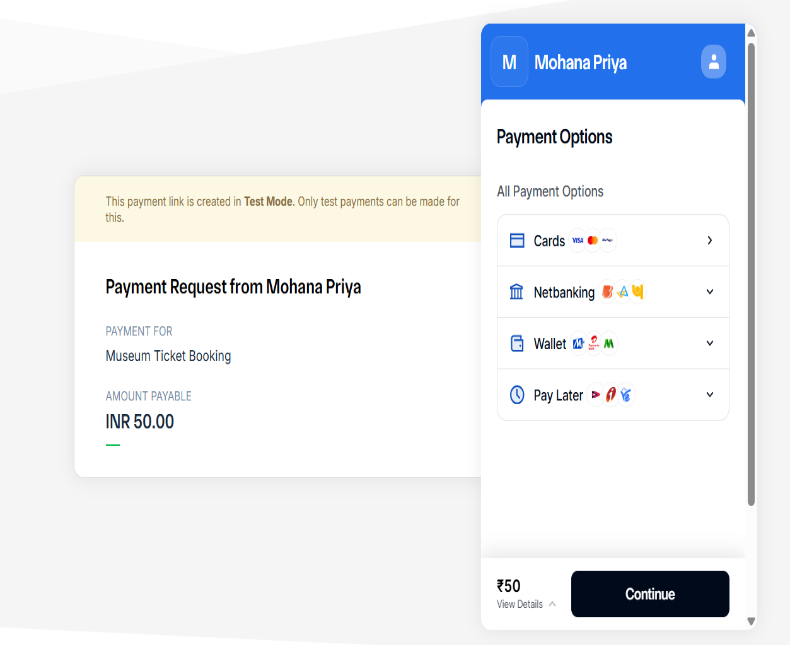 M
Mohana Priya
Payment Options
All Payment Options
Cards VISA
Netbanking
Wallet
Pay Later
₹50
View Details
Continue
This payment link is created in Test Mode. Only test payments can be made for
this.
Payment Request from Mohana Priya
PAYMENT FOR
Museum Ticket Booking
AMOUNT PAYABLE
INR 50.00